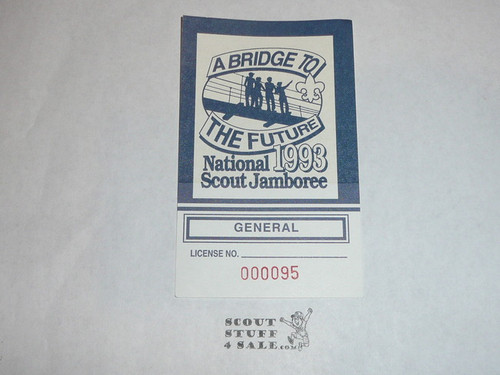 A BRIDGE TO
THE FUTURE
National 1993
Scout Jamboree
GENERAL
LICENSE NO.
000095
SCOUT
STUFF
4 SALE.COM